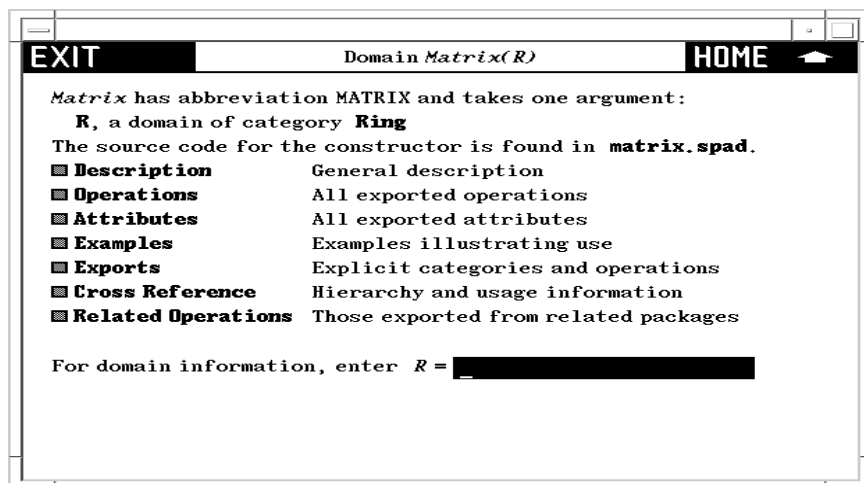 EXIT Domain Matrix(R) HOME
Matrix has abbreviation MATRIX and takes one argument:
R, a domain of category Ring
The source code for the constructor is found in matrix.spad.
Description General description
Operations All exported operations
Attributes All exported attributes
Examples Examples illustrating use
Exports Explicit categories and operations
Cross Reference Hierarchy and usage information
Related Operations Those exported from related packages
For domain information, enter R = _